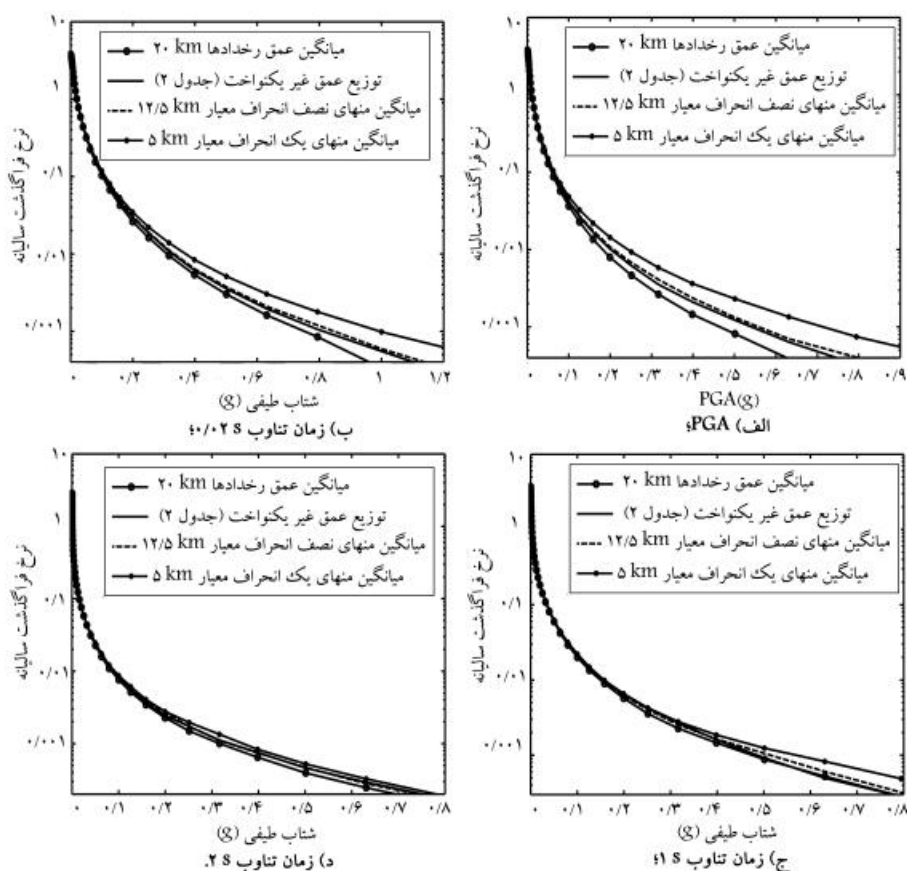 ۱۰
۱
۰/۱
۰/۰۱
۰/۰۰۱
نرخ فراگذشت سالیانه
میانگین عمق رخدادها ۲۰ km
توزیع عمق غیر یکنواخت (جدول ۲)
میانگین منهای نصف انحراف معیار ۱۲/۵ km
میانگین منهای یک انحراف معیار ۵ km
۰ ۰/۱ ۰/۲ ۰/۳ ۰/۴ ۰/۵ ۰/۶ ۰/۷ ۰/۸ ۰/۹
PGA(g)
الف) PGA؛
۱۰
۱
۰/۱
۰/۰۱
۰/۰۰۱
نرخ فراگذشت سالیانه
میانگین عمق رخدادها ۲۰ km
توزیع عمق غیر یکنواخت (جدول ۲)
میانگین منهای نصف انحراف معیار ۱۲/۵ km
میانگین منهای یک انحراف معیار ۵ km
۰ ۰/۲ ۰/۴ ۰/۶ ۰/۸ ۱ ۱/۲
شتاب طیفی (g)
ب) زمان تناوب ۰/۰۲ s؛
۱۰
۱
۰/۱
۰/۰۱
۰/۰۰۱
نرخ فراگذشت سالیانه
میانگین عمق رخدادها ۲۰ km
توزیع عمق غیر یکنواخت (جدول ۲)
میانگین منهای نصف انحراف معیار ۱۲/۵ km
میانگین منهای یک انحراف معیار ۵ km
۰ ۰/۱ ۰/۲ ۰/۳ ۰/۴ ۰/۵ ۰/۶ ۰/۷ ۰/۸
شتاب طیفی (g)
ج) زمان تناوب ۱ s؛
۱۰
۱
۰/۱
۰/۰۱
۰/۰۰۱
نرخ فراگذشت سالیانه
میانگین عمق رخدادها ۲۰ km
توزیع عمق غیر یکنواخت (جدول ۲)
میانگین منهای نصف انحراف معیار ۱۲/۵ km
میانگین منهای یک انحراف معیار ۵ km
۰ ۰/۱ ۰/۲ ۰/۳ ۰/۴ ۰/۵ ۰/۶ ۰/۷ ۰/۸
شتاب طیفی (g)
د) زمان تناوب ۲ s.